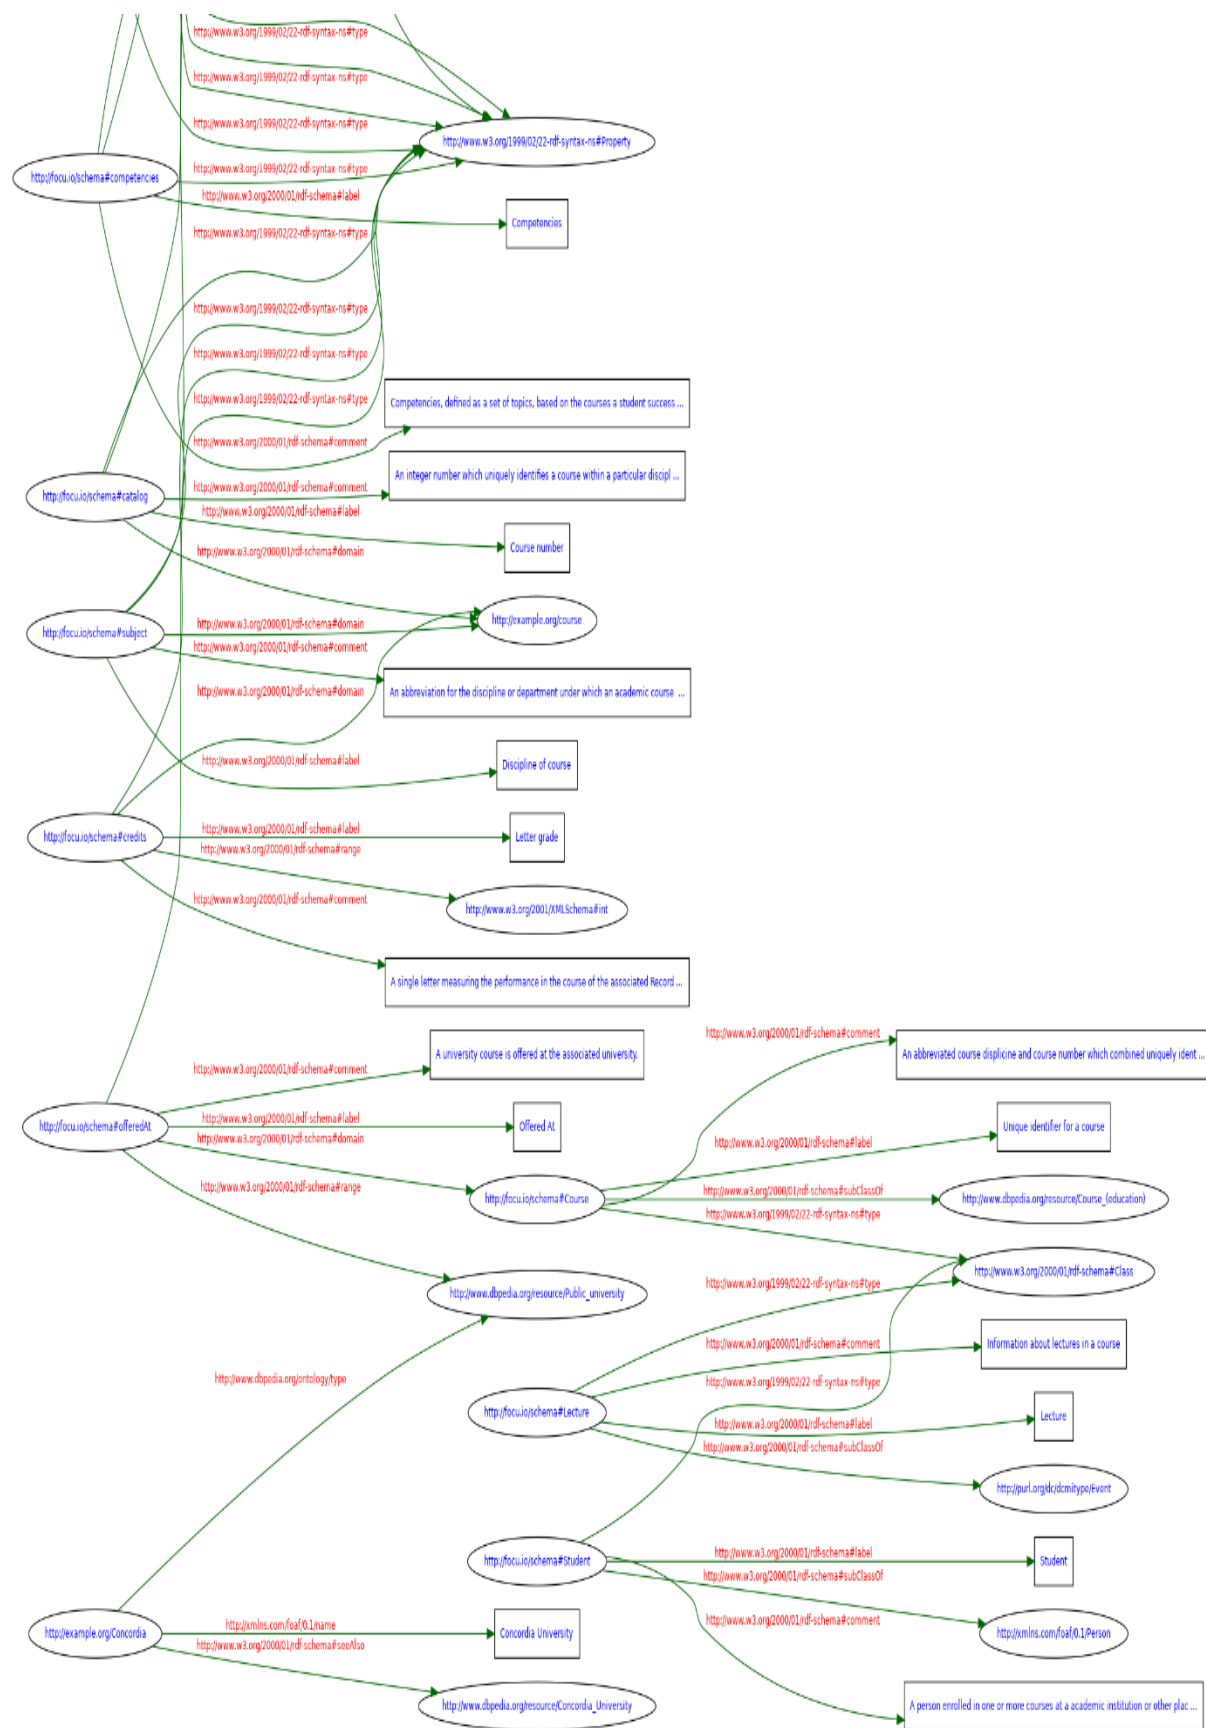 http://www.w3.org/1999/02/22-rdf-syntax-ns#type
http://www.w3.org/1999/02/22-rdf-syntax-ns#type
http://www.w3.org/1999/02/22-rdf-syntax-ns#type
http://www.w3.org/1999/02/22-rdf-syntax-ns#Property
http://www.w3.org/1999/02/22-rdf-syntax-ns#type
http://focu.io/schema#competencies
http://www.w3.org/2000/01/rdf-schema#label
Competencies
http://www.w3.org/1999/02/22-rdf-syntax-ns#type
http://www.w3.org/1999/02/22-rdf-syntax-ns#type
http://www.w3.org/1999/02/22-rdf-syntax-ns#type
http://www.w3.org/1999/02/22-rdf-syntax-ns#type
Competencies, defined as a set of topics, based on the courses a student success ...
http://www.w3.org/2000/01/rdf-schema#comment
An integer number which uniquely identifies a course within a particular discipl ...
http://www.w3.org/2000/01/rdf-schema#comment
http://focu.io/schema#catalog
http://www.w3.org/2000/01/rdf-schema#label
Course number
http://www.w3.org/2000/01/rdf-schema#domain
http://example.org/course
http://www.w3.org/2000/01/rdf-schema#domain
http://focu.io/schema#subject
http://www.w3.org/2000/01/rdf-schema#comment
http://www.w3.org/2000/01/rdf-schema#domain
An abbreviation for the discipline or department under which an academic course ...
http://www.w3.org/2000/01/rdf-schema#label
Discipline of course
http://www.w3.org/2000/01/rdf-schema#label
http://focu.io/schema#credits
Letter grade
http://www.w3.org/2000/01/rdf-schema#range
http://www.w3.org/2000/01/rdf-schema#comment
http://www.w3.org/2001/XMLSchema#int
A single letter measuring the performance in the course of the associated Record ...
http://www.w3.org/2000/01/rdf-schema#comment
A university course is offered at the associated university.
An abbreviated course displicine and course number which combined uniquely ident ...
http://www.w3.org/2000/01/rdf-schema#comment
http://www.w3.org/2000/01/rdf-schema#label
http://focu.io/schema#offeredAt
Offered At
Unique identifier for a course
http://www.w3.org/2000/01/rdf-schema#domain
http://www.w3.org/2000/01/rdf-schema#label
http://www.w3.org/2000/01/rdf-schema#range
http://focu.io/schema#Course
http://www.w3.org/2000/01/rdf-schema#subClassOf
http://www.dbpedia.org/resource/Course_(education)
http://www.w3.org/1999/02/22-rdf-syntax-ns#type
http://www.w3.org/2000/01/rdf-schema#Class
http://www.w3.org/1999/02/22-rdf-syntax-ns#type
http://www.dbpedia.org/resource/Public_university
http://www.w3.org/2000/01/rdf-schema#comment
Information about lectures in a course
http://www.dbpedia.org/ontology/type
http://www.w3.org/1999/02/22-rdf-syntax-ns#type
http://focu.io/schema#Lecture
http://www.w3.org/2000/01/rdf-schema#label
Lecture
http://www.w3.org/2000/01/rdf-schema#subClassOf
http://purl.org/dc/dcmitype/Event
http://www.w3.org/2000/01/rdf-schema#label
http://focu.io/schema#Student
Student
http://www.w3.org/2000/01/rdf-schema#subClassOf
http://www.w3.org/2000/01/rdf-schema#comment
http://xmlns.com/foaf/0.1/name
http://example.org/Concordia
Concordia University
http://xmlns.com/foaf/0.1/Person
http://www.w3.org/2000/01/rdf-schema#seeAlso
http://www.dbpedia.org/resource/Concordia_University
A person enrolled in one or more courses at a academic institution or other plac ...